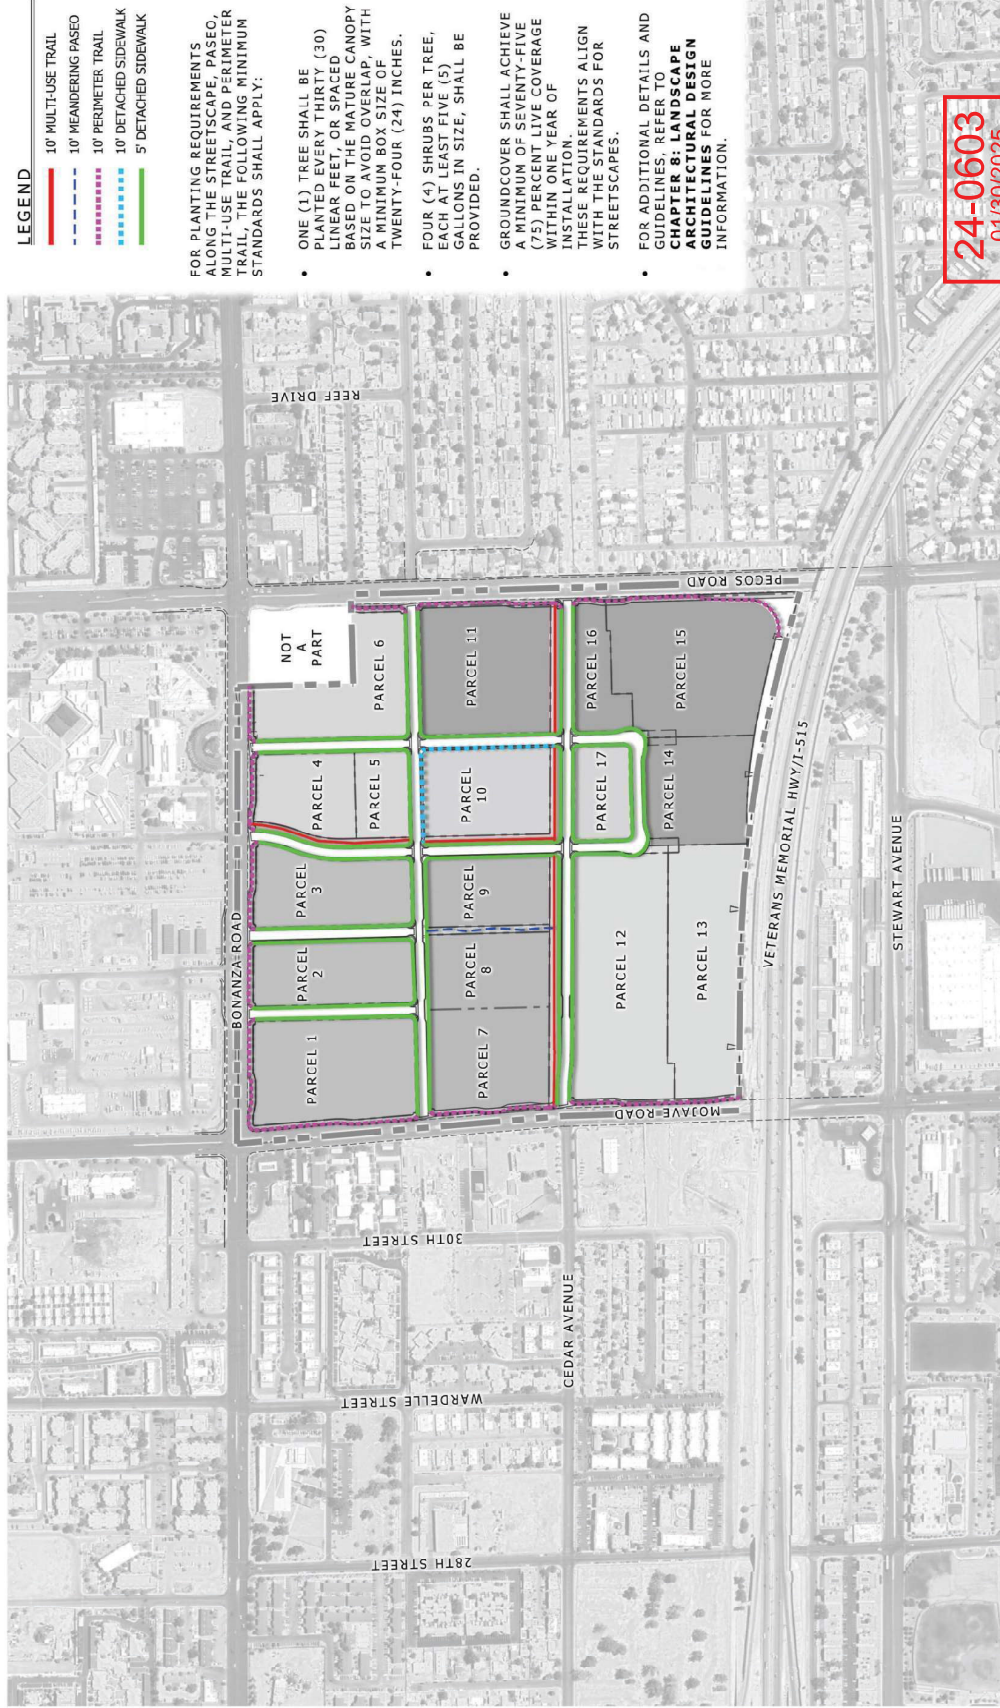 LEGEND
10' MULTI-USE TRAIL
10' MEANDERING PASEO
10' PERIMETER TRAIL
10' DETACHED SIDEWALK
5' DETACHED SIDEWALK
FOR PLANTING REQUIREMENTS
ALONG THE STREETSCAPE, PASEO,
MULTI-USE TRAIL, AND PERIMETER
TRAIL, THE FOLLOWING MINIMUM
STANDARDS SHALL APPLY:
• ONE (1) TREE SHALL BE
PLANTED EVERY THIRTY (30)
LINEAR FEET, OR SPACED
BASED ON THE MATURE CANOPY
SIZE TO AVOID OVERLAP, WITH
A MINIMUM BOX SIZE OF
TWENTY-FOUR (24) INCHES.
• FOUR (4) SHRUBS PER TREE,
EACH AT LEAST FIVE (5)
GALLONS IN SIZE, SHALL BE
PROVIDED.
• GROUNDCOVER SHALL ACHIEVE
A MINIMUM OF SEVENTY-FIVE
(75) PERCENT LIVE COVERAGE
WITHIN ONE YEAR OF
INSTALLATION.
THESE REQUIREMENTS ALIGN
WITH THE STANDARDS FOR
STREETSCAPES.
• FOR ADDITIONAL DETAILS AND
GUIDELINES, REFER TO
CHAPTER 8: LANDSCAPE
ARCHITECTURAL DESIGN
GUIDELINES FOR MORE
INFORMATION.
24-0603
01/30/2025
BONANZA ROAD
REEF DRIVE
NOT
A
PART
PARCEL 1
PARCEL
2
PARCEL
3
PARCEL 4
PARCEL 5
PARCEL 6
PARCEL 7
PARCEL
8
PARCEL
9
PARCEL
10
PARCEL 11
PARCEL 12
PARCEL 13
PARCEL 14
PARCEL 15
PARCEL 16
PARCEL 17
PECOS ROAD
MOJAVE ROAD
30TH STREET
WARDELLE STREET
28TH STREET
CEDAR AVENUE
VETERANS MEMORIAL HWY/I-515
STEWART AVENUE